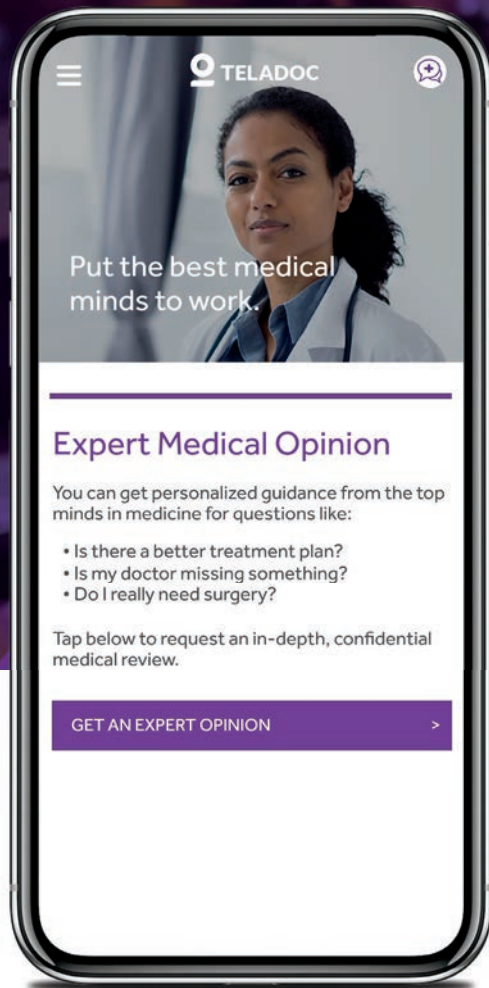 TELADOC
Put the best medical
minds to work.
Expert Medical Opinion
You can get personalized guidance from the top
minds in medicine for questions like:
• Is there a better treatment plan?
• Is my doctor missing something?
• Do I really need surgery?
Tap below to request an in-depth, confidential
medical review.
GET AN EXPERT OPINION >